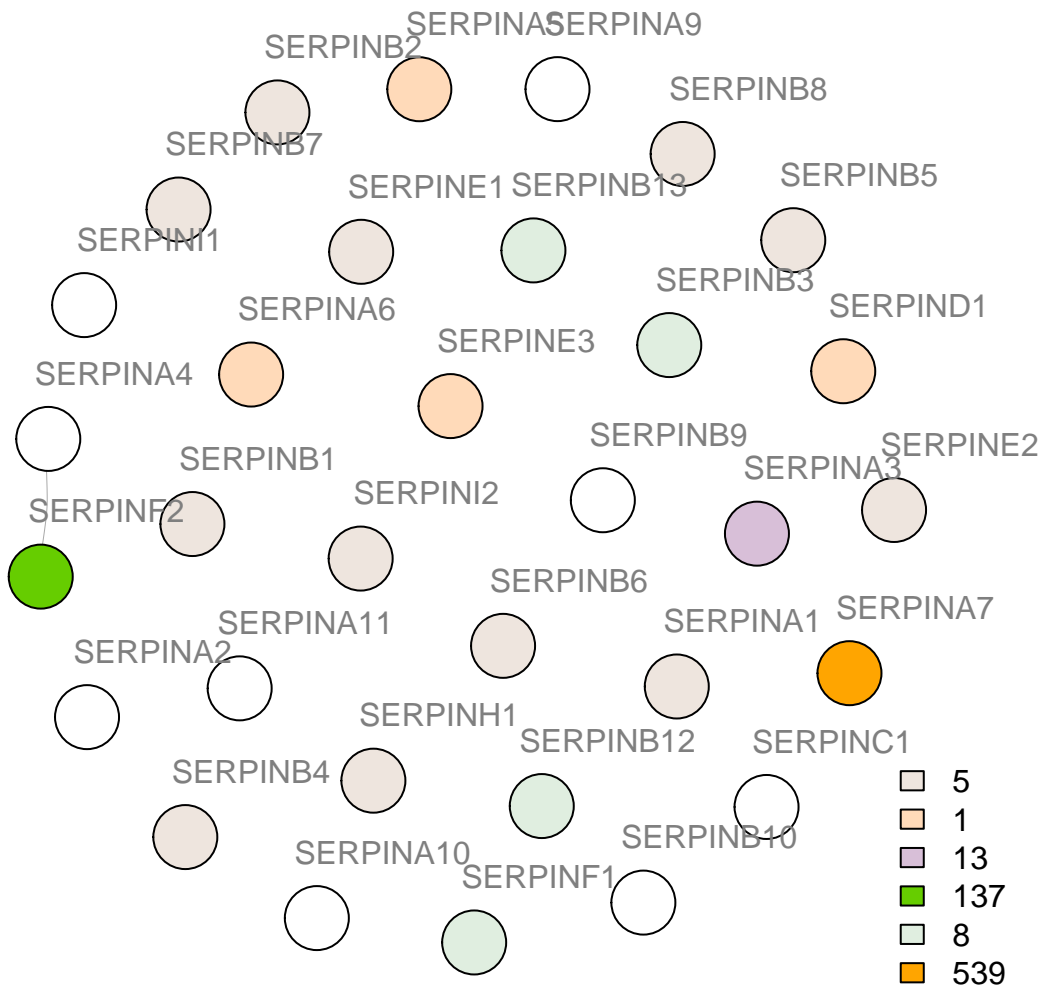 SERPINA5
SERPINA9
SERPINB2
SERPINB8
SERPINB7
SERPINE1
SERPINB13
SERPINB5
SERPINI1
SERPINB3
SERPINA6
SERPIND1
SERPINE3
SERPINA4
SERPINB9
SERPINE2
SERPINB1
SERPINA3
SERPINI2
SERPINF2
SERPINB6
SERPINA7
SERPINA11
SERPINA1
SERPINA2
SERPINH1
SERPINB12
SERPINC1
SERPINB4
SERPINB10
SERPINA10
SERPINF1
5
1
13
137
8
539